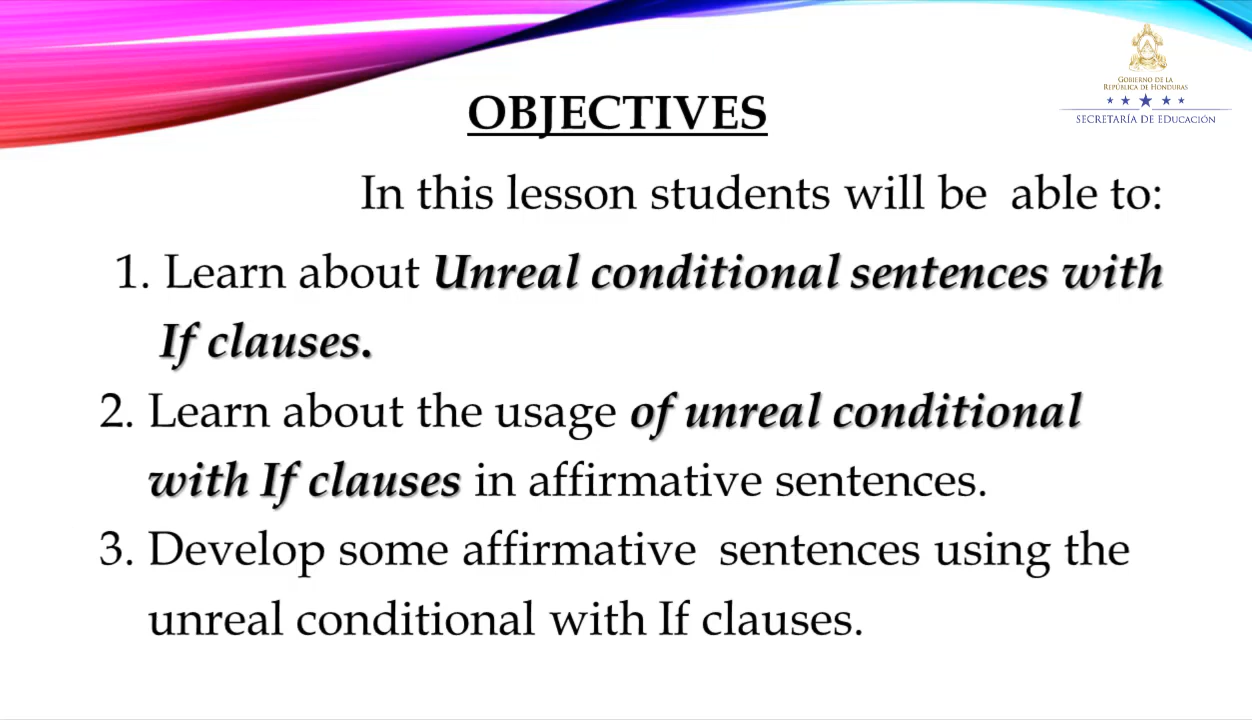 GOBIERNO DE LA
REPÚBLICA DE HONDURAS
SECRETARÍA DE EDUCACIÓN
OBJECTIVES
In this lesson students will be able to:
1. Learn about Unreal conditional sentences with
If clauses.
2. Learn about the usage of unreal conditional
with If clauses in affirmative sentences.
3. Develop some affirmative sentences using the
unreal conditional with If clauses.